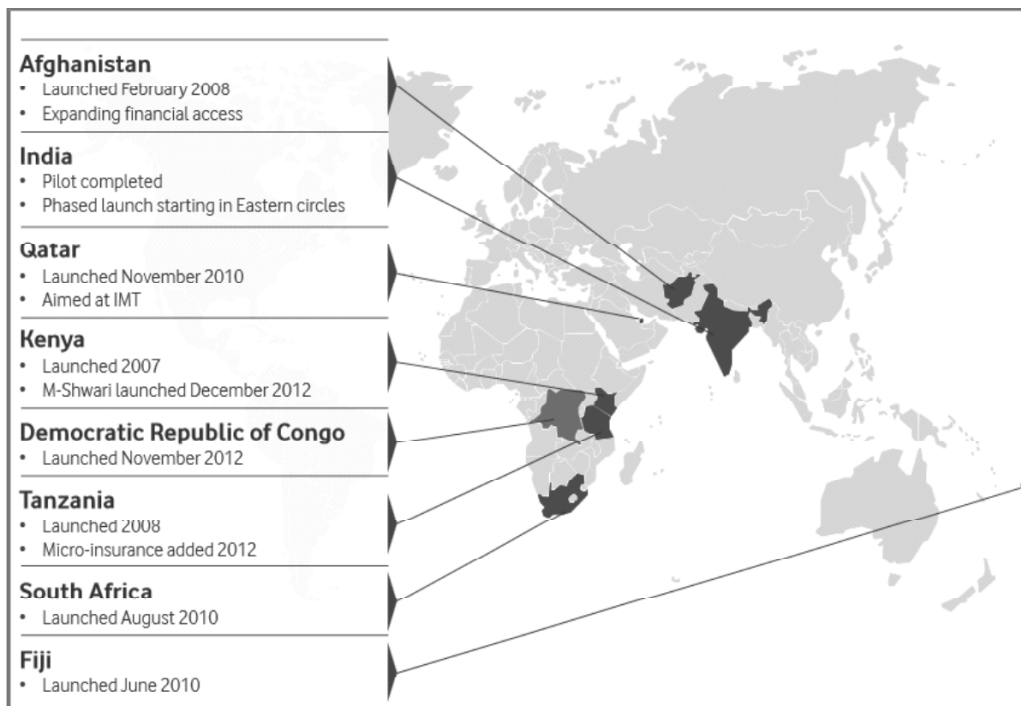 Afghanistan
• Launched February 2008
• Expanding financial access
India
• Pilot completed
• Phased launch starting in Eastern circles
Qatar
• Launched November 2010
• Aimed at IMT
Kenya
• Launched 2007
• M-Shwari launched December 2012
Democratic Republic of Congo
• Launched November 2012
Tanzania
• Launched 2008
• Micro-insurance added 2012
South Africa
• Launched August 2010
Fiji
• Launched June 2010